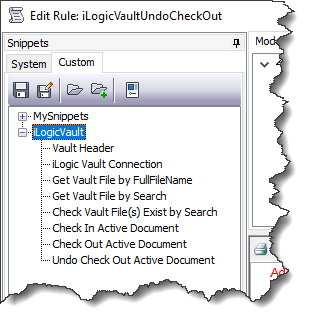 Edit Rule: iLogicVaultUndoCheckOut
Snippets
System Custom
MySnippets
iLogicVault
Vault Header
iLogic Vault Connection
Get Vault File by FullFileName
Get Vault File by Search
Check Vault File(s) Exist by Search
Check In Active Document
Check Out Active Document
Undo Check Out Active Document